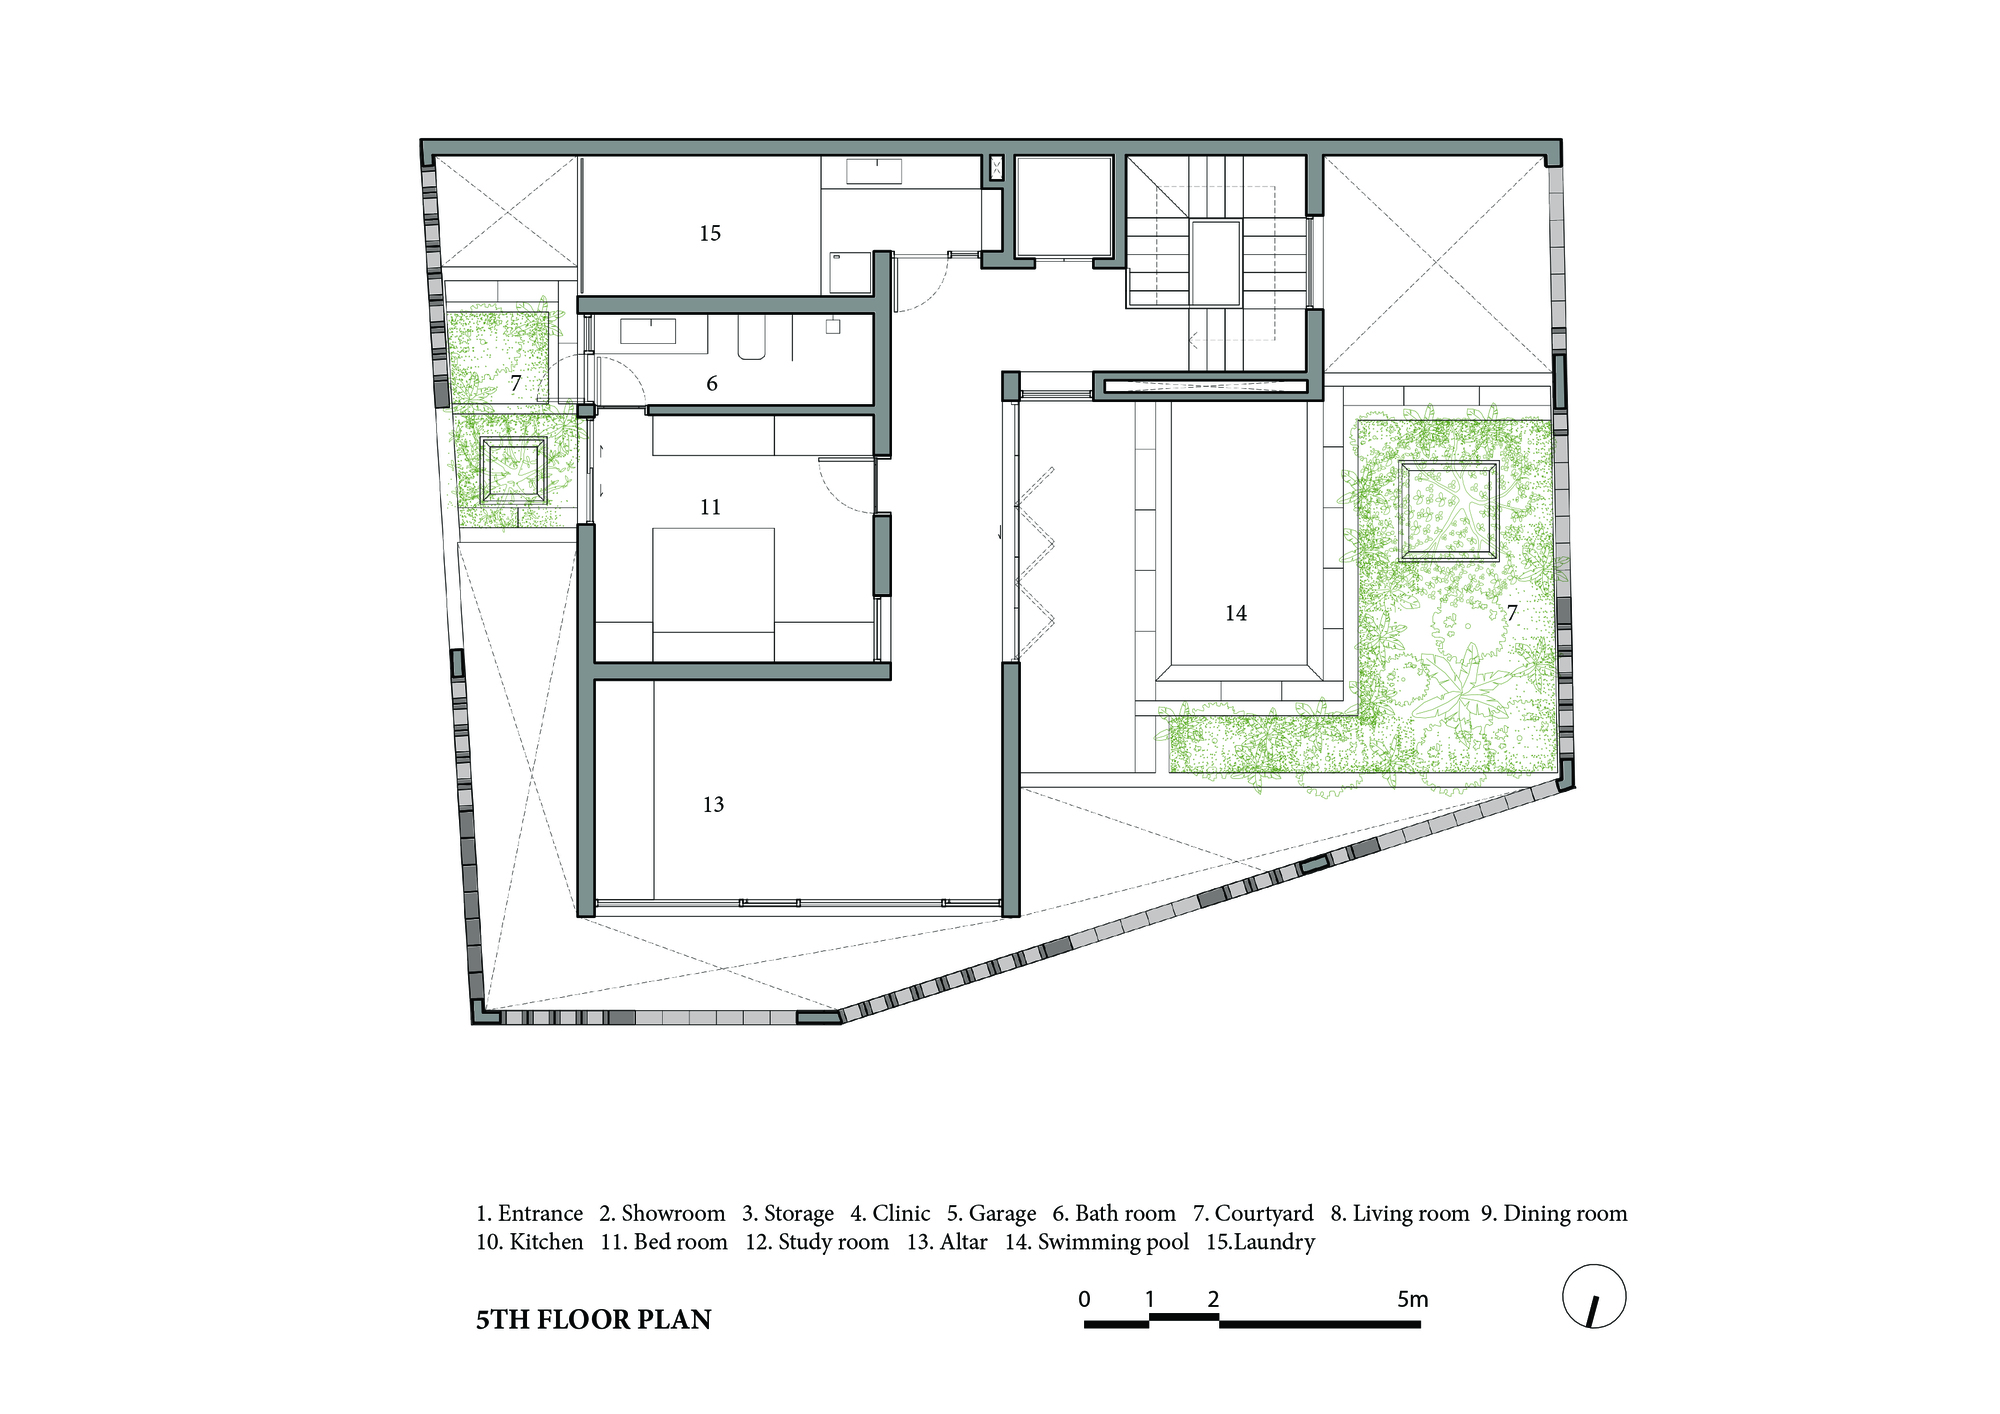 15
7
6
11
14
7
13
1. Entrance 2. Showroom 3. Storage 4. Clinic 5. Garage 6. Bath room 7. Courtyard 8. Living room 9. Dining room
10. Kitchen 11. Bed room 12. Study room 13. Altar 14. Swimming pool 15.Laundry
0 1 2 5m
5TH FLOOR PLAN